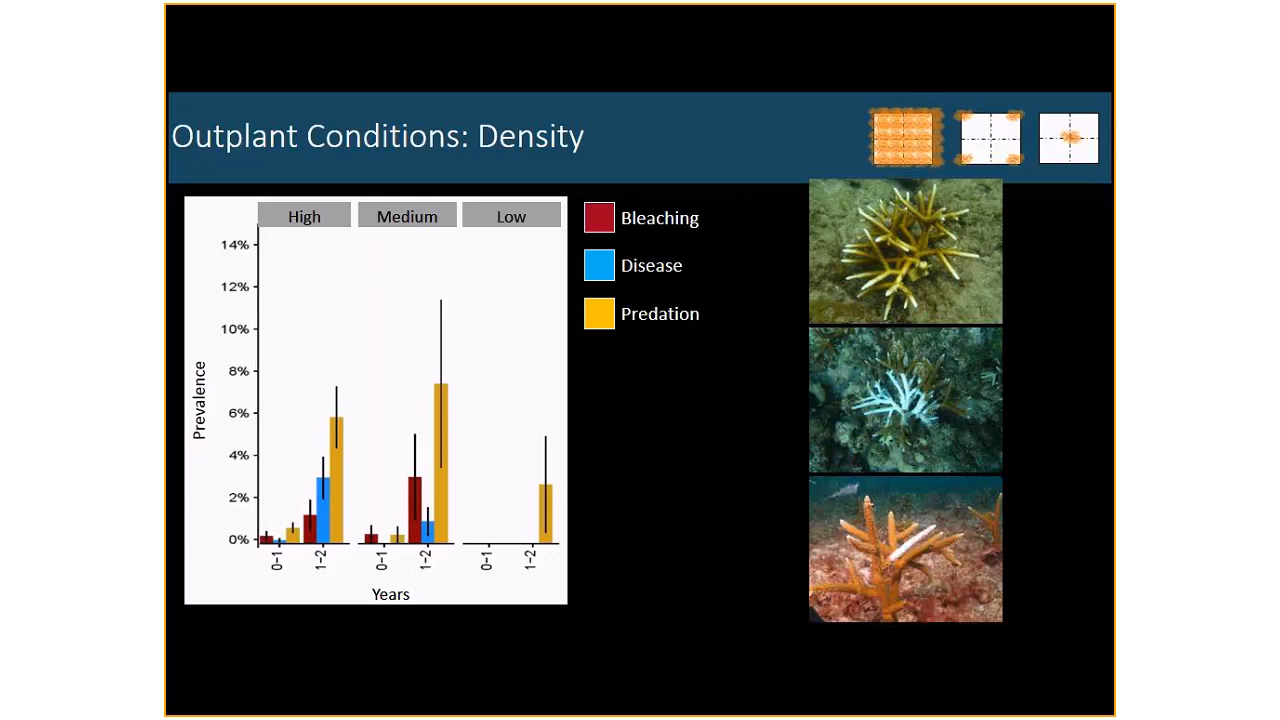 Outplant Conditions: Density
High Medium Low
14%
12%
10%
8%
6%
4%
2%
0%
Prevalence
0-1 1-2 0-1 1-2 0-1 1-2
Years
Bleaching
Disease
Predation